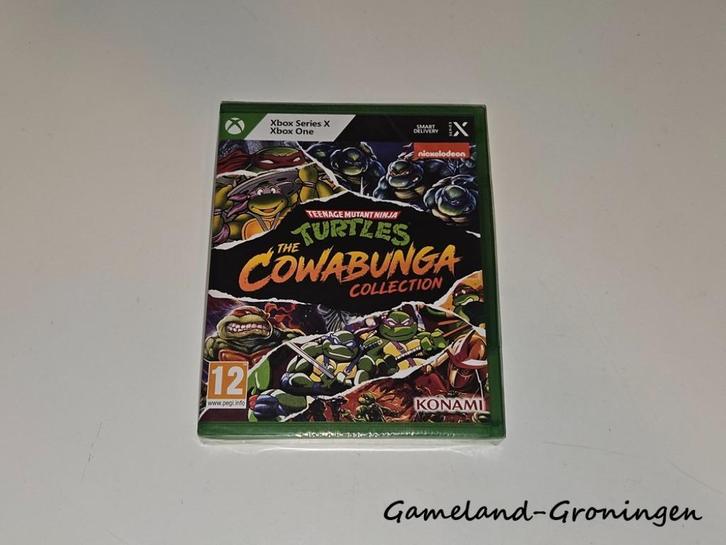 Xbox Series X
Xbox One
SMART
DELIVERY
SERIES X
nickelodeon
TEENAGE MUTANT NINJA
TURTLES
THE
COWABUNGA
COLLECTION
12
www.pegi.info
KONAMI
Gameland-Groningen